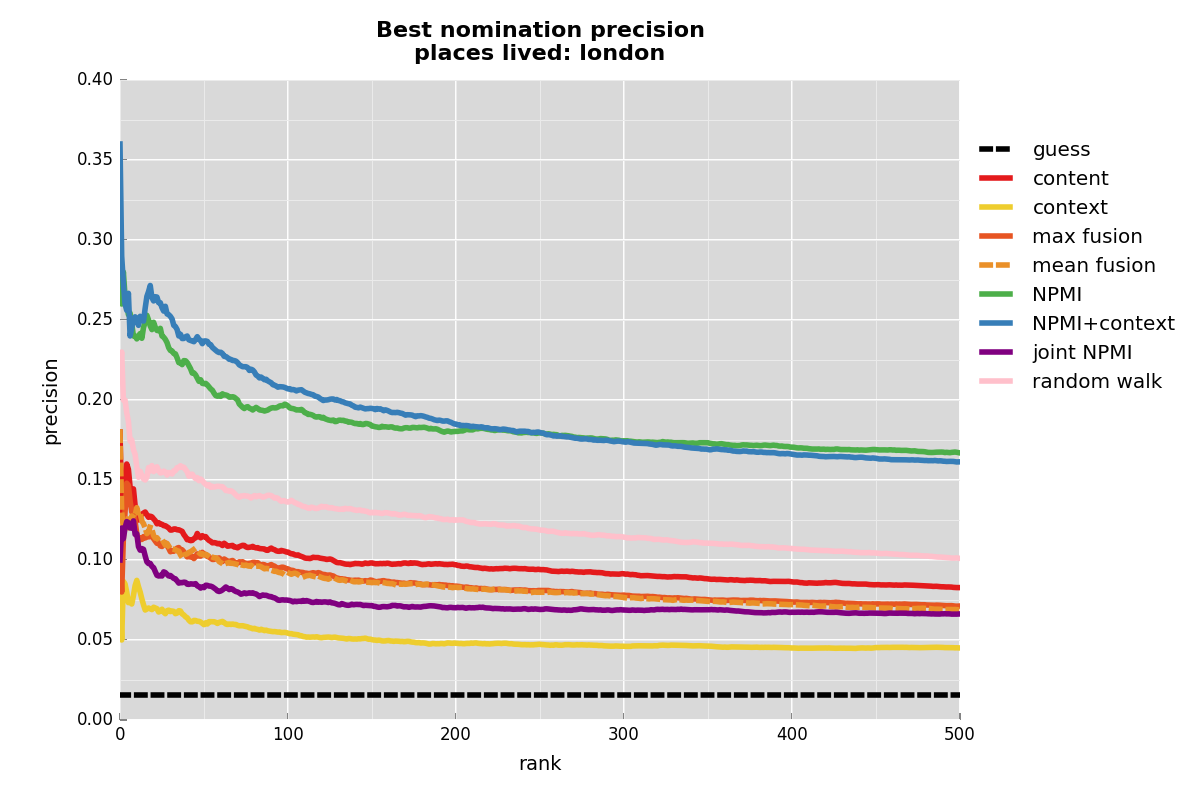 Best nomination precision
places lived: london
0.40
0.35
0.30
0.25
0.20
0.15
0.10
0.05
0.00
precision
0
100
200
300
400
500
rank
guess
content
context
max fusion
mean fusion
NPMI
NPMI+context
joint NPMI
random walk